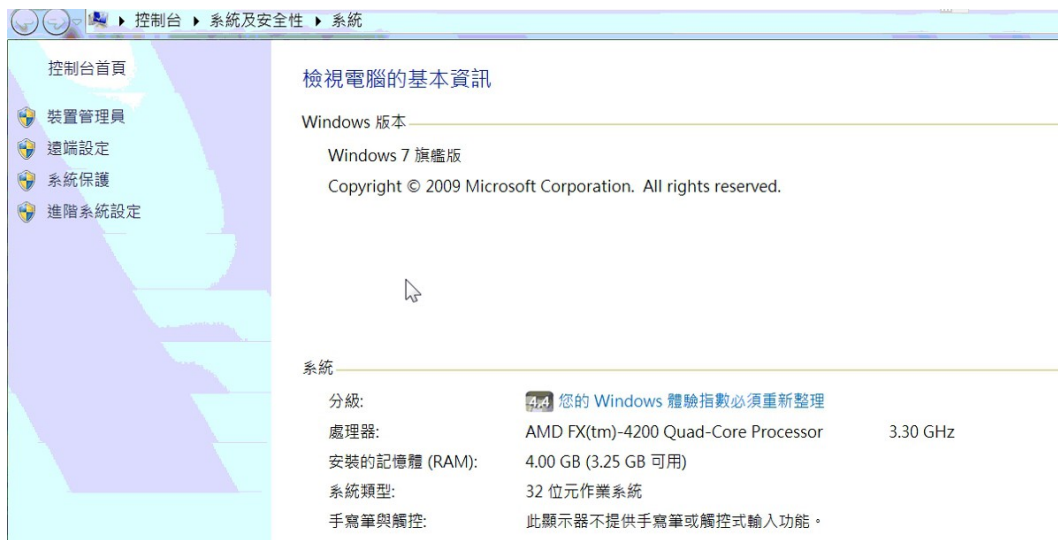 控制台 ▸ 系統及安全性 ▸ 系統
控制台首頁
裝置管理員
遠端設定
系統保護
進階系統設定
檢視電腦的基本資訊
Windows 版本
Windows 7 旗艦版
Copyright © 2009 Microsoft Corporation. All rights reserved.
系統
分級: 4.4 您的 Windows 體驗指數必須重新整理
處理器: AMD FX(tm)-4200 Quad-Core Processor 3.30 GHz
安裝的記憶體 (RAM): 4.00 GB (3.25 GB 可用)
系統類型: 32 位元作業系統
手寫筆與觸控: 此顯示器不提供手寫筆或觸控式輸入功能。